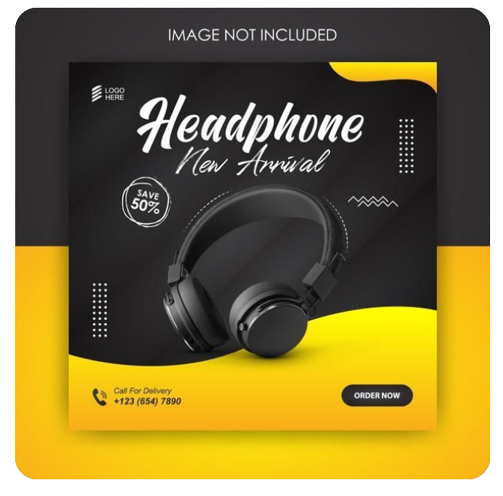 IMAGE NOT INCLUDED
LOGO
HERE
Headphone
New Arrival
SAVE
50%
Call For Delivery
+123 (654) 7890
ORDER NOW